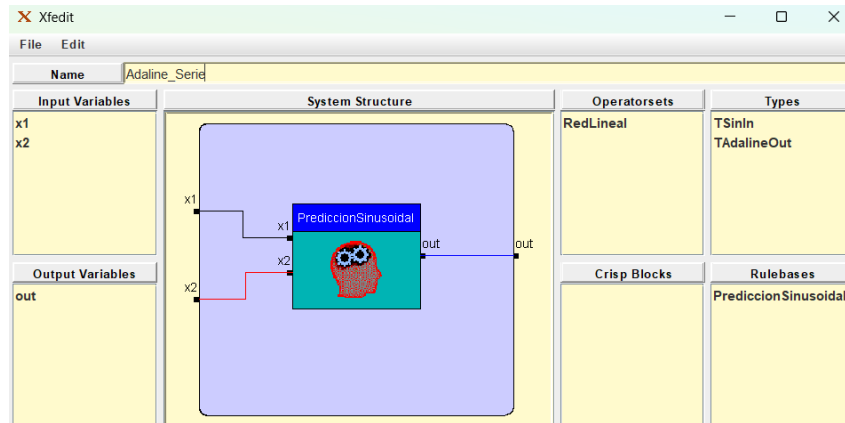 Xfedit
File Edit
Name Adaline_Serie
Input Variables
x1
x2
System Structure
x1
x1
PrediccionSinusoidal
x2
x2
out
out
Operatorsets
RedLineal
Types
TSinIn
TAdalineOut
Output Variables
out
Crisp Blocks
Rulebases
PrediccionSinusoidal